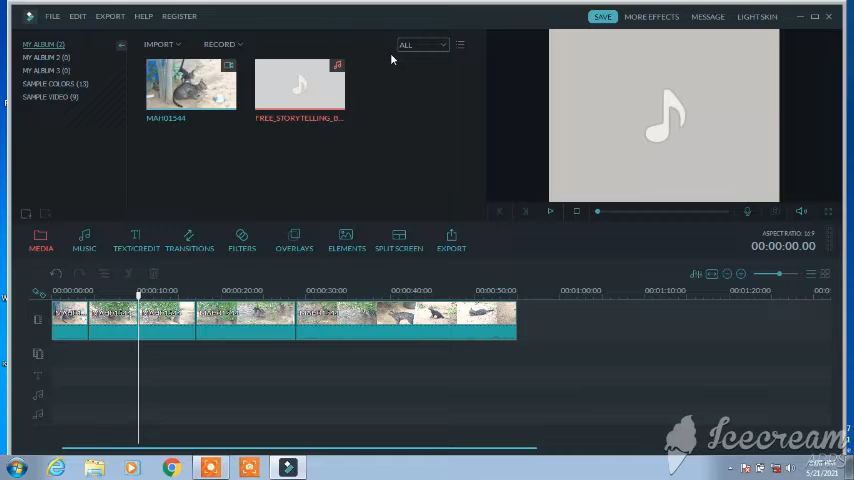 FILE EDIT EXPORT HELP REGISTER SAVE MORE EFFECTS MESSAGE LIGHT SKIN
MY ALBUM (2) IMPORT RECORD ALL
MY ALBUM 2 (0)
MY ALBUM 3 (0)
SAMPLE COLORS (13)
SAMPLE VIDEO (9)
MAH01544 FREE_STORYTELLING_B...
MEDIA MUSIC TEXT/CREDIT TRANSITIONS FILTERS OVERLAYS ELEMENTS SPLIT SCREEN EXPORT
ASPECT RATIO: 16:9
00:00:00.00
00:00:00:00 00:00:10:00 00:00:20:00 00:00:30:00 00:00:40:00 00:00:50:00 00:01:00:00 00:01:10:00 00:01:20:00
MAH01544 MAH01544 MAH01544
Icecream
APPS
5/21/2021